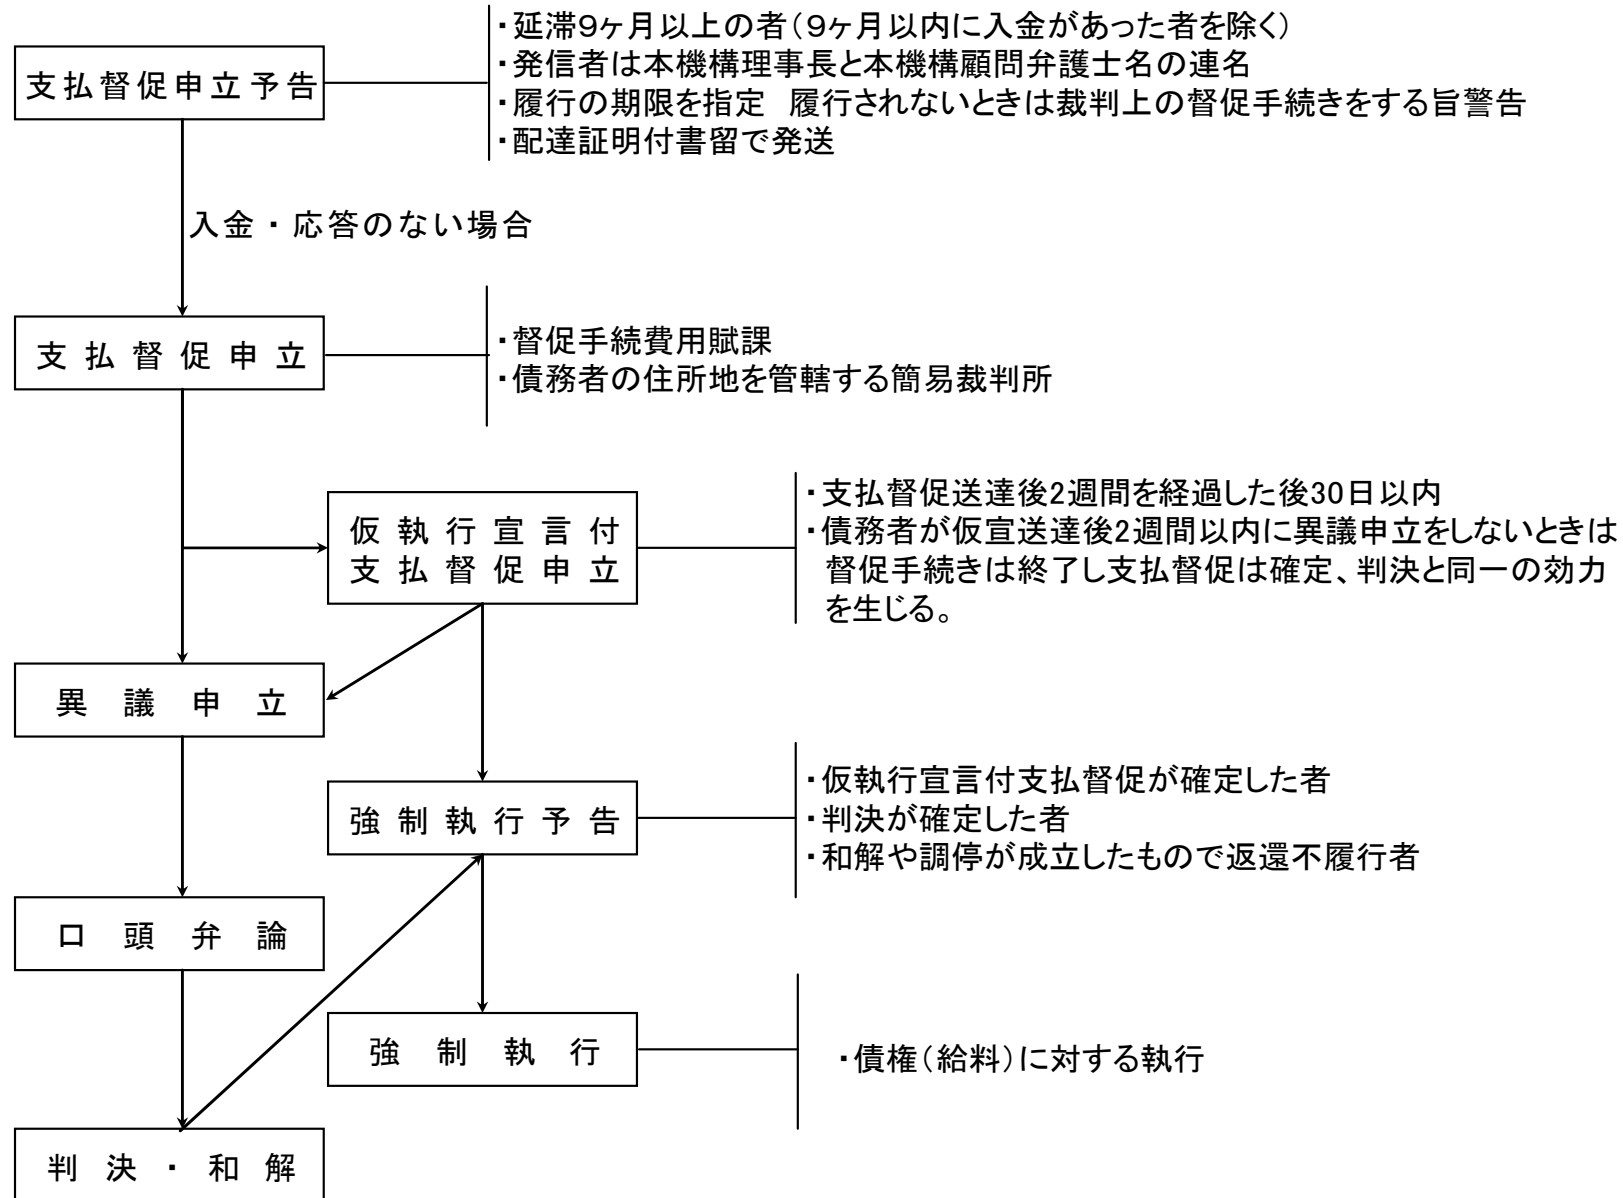 支払督促申立予告
・延滞９ヶ月以上の者（９ヶ月以内に入金があった者を除く）
・発信者は本機構理事長と本機構顧問弁護士名の連名
・履行の期限を指定　履行されないときは裁判上の督促手続きをする旨警告
・配達証明付書留で発送
入金・応答のない場合
支払督促申立
・督促手続費用賦課
・債務者の住所地を管轄する簡易裁判所
仮執行宣言付
支払督促申立
・支払督促送達後2週間を経過した後30日以内
・債務者が仮宣送達後2週間以内に異議申立をしないときは
督促手続きは終了し支払督促は確定、判決と同一の効力
を生じる。
異議申立
強制執行予告
・仮執行宣言付支払督促が確定した者
・判決が確定した者
・和解や調停が成立したもので返還不履行者
口頭弁論
強制執行
・債権（給料）に対する執行
判決・和解